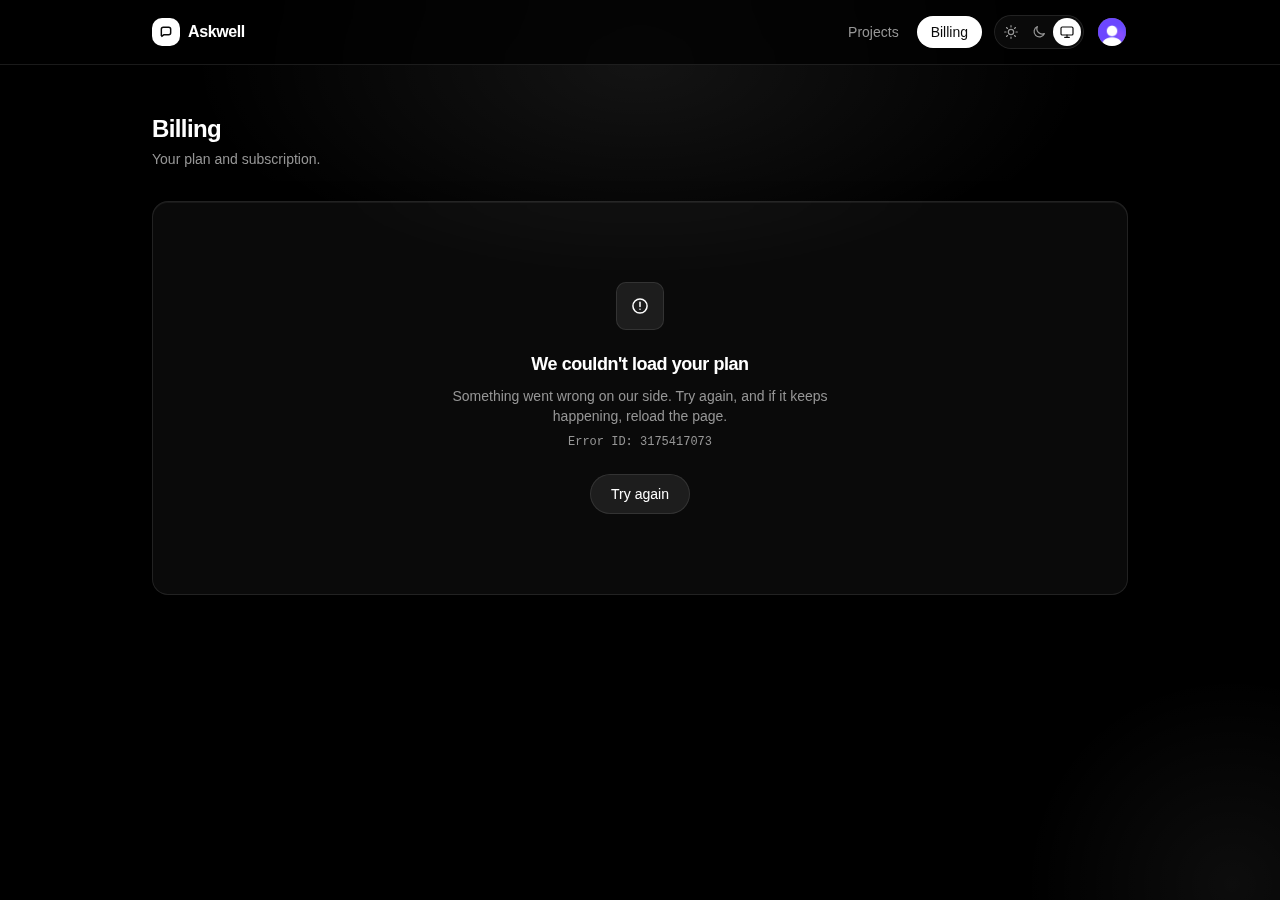 Askwell
Projects
Billing
Billing
Your plan and subscription.
We couldn't load your plan
Something went wrong on our side. Try again, and if it keeps
happening, reload the page.
Error ID: 3175417073
Try again